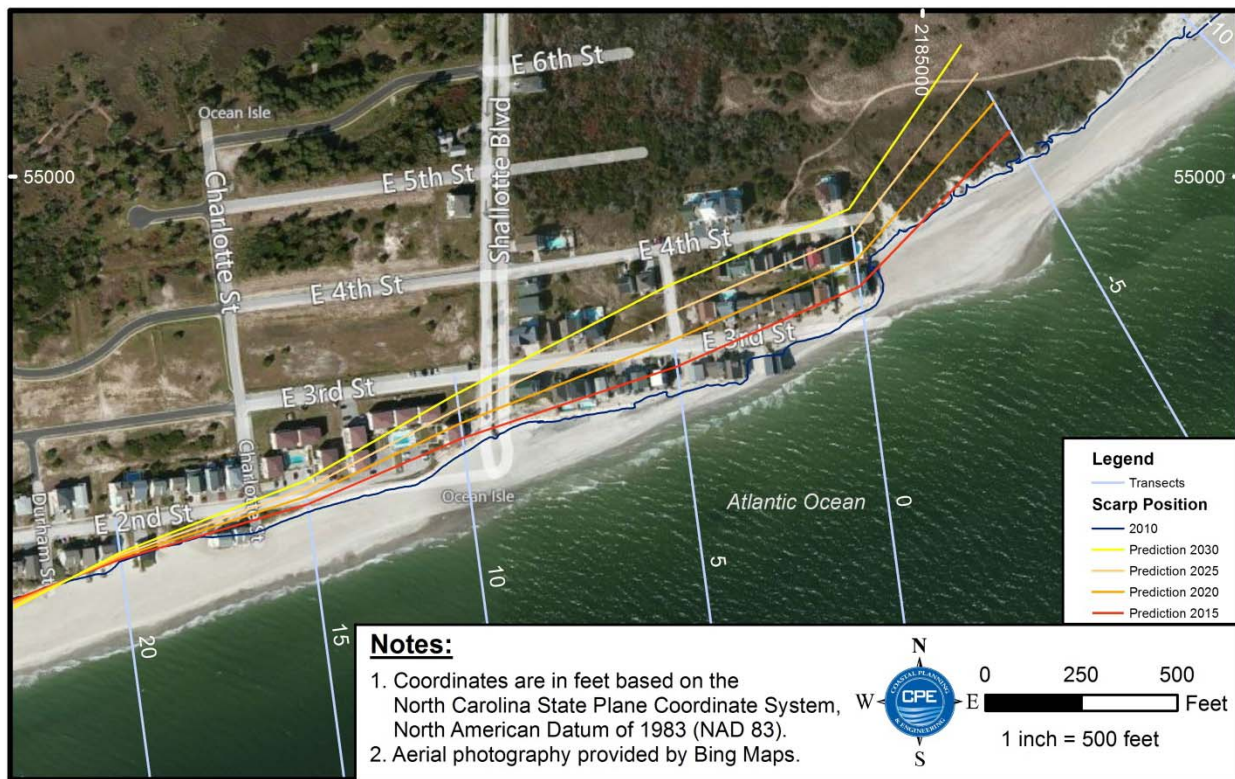 2185000
10
E 6th St
Ocean Isle
Shallotte Blvd
55000
55000
E 5th St
Charlotte St
E 4th St
E 4th St
-5
E 3rd St
E 3rd St
Charlotte St
Ocean Isle
Durham St
E 2nd St
Atlantic Ocean
0
5
10
15
20
Legend
Transects
Scarp Position
2010
Prediction 2030
Prediction 2025
Prediction 2020
Prediction 2015
Notes:
1. Coordinates are in feet based on the
North Carolina State Plane Coordinate System,
North American Datum of 1983 (NAD 83).
2. Aerial photography provided by Bing Maps.
N
W
E
S
COASTAL PLANNING
CPE
& ENGINEERING
0 250 500
Feet
1 inch = 500 feet